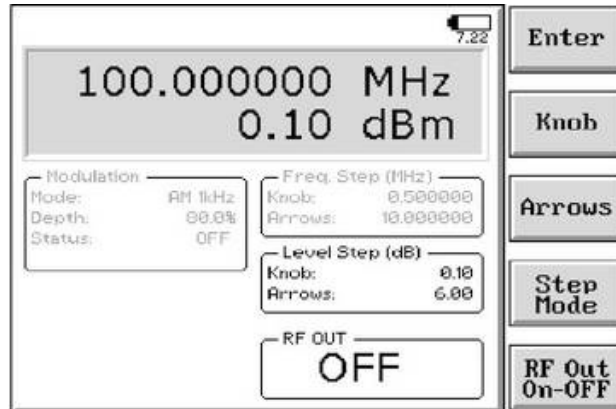 7.22
100.000000 MHz
0.10 dBm
Modulation
Mode: AM 1kHz
Depth: 80.0%
Status: OFF
Freq. Step (MHz)
Knob: 0.500000
Arrows: 10.000000
Level Step (dB)
Knob: 0.10
Arrows: 6.00
RF OUT
OFF
Enter
Knob
Arrows
Step
Mode
RF Out
On-OFF